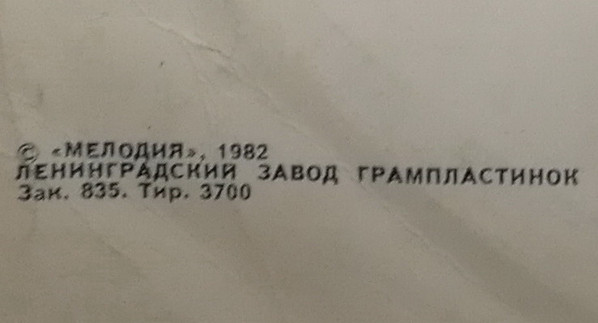 © «МЕЛОДИЯ», 1982
ЛЕНИНГРАДСКИЙ ЗАВОД ГРАМПЛАСТИНОК
Зак. 835. Тир. 3700